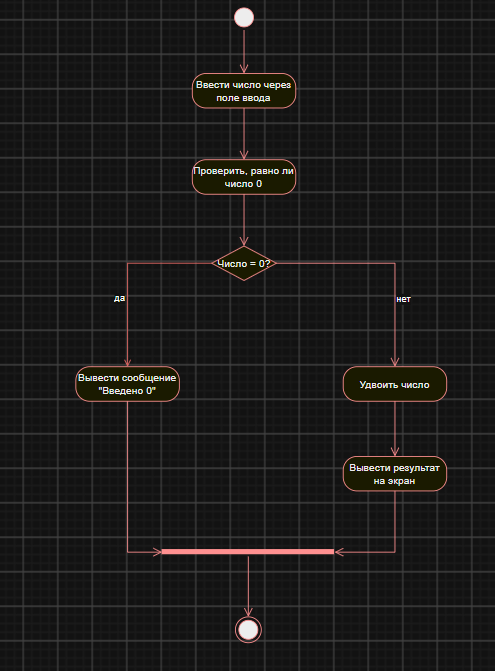 Ввести число через
поле ввода
Проверить, равно ли
число 0
Число = 0?
да
нет
Вывести сообщение
"Введено 0"
Удвоить число
Вывести результат
на экран